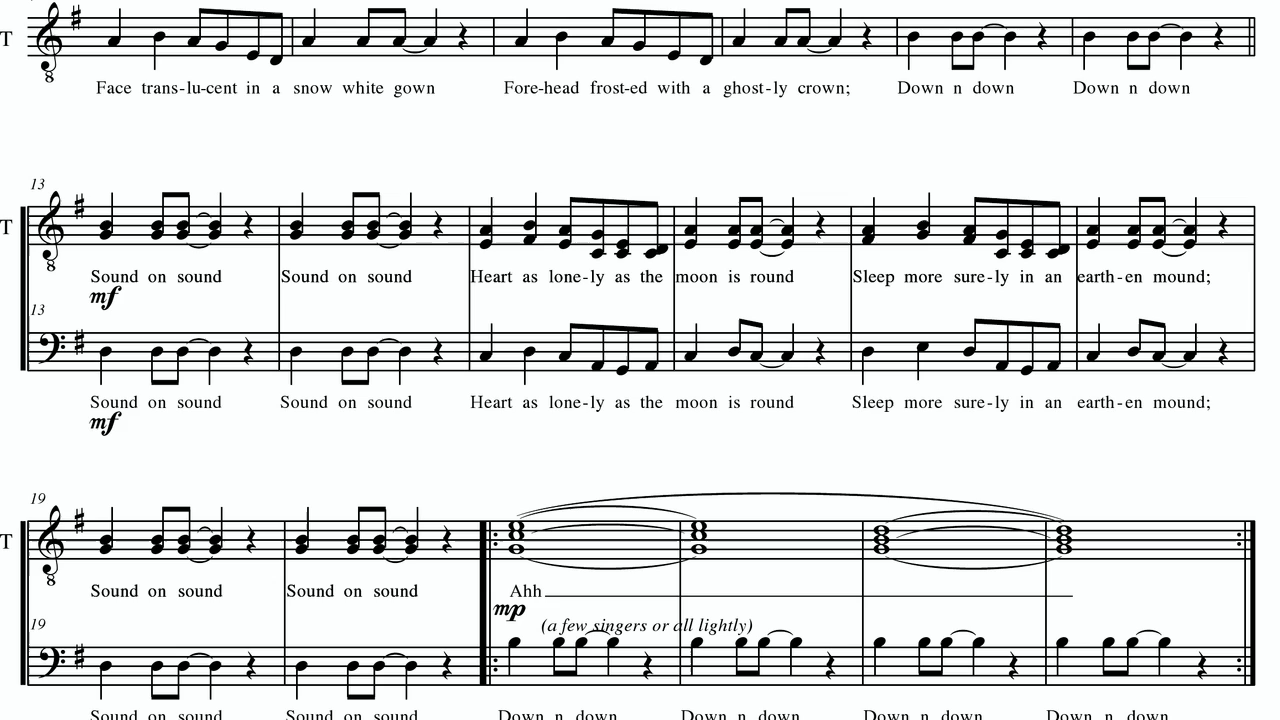 T
Face trans-lu-cent in a snow white gown Fore-head frost-ed with a ghost-ly crown; Down n down Down n down
13
T
Sound on sound Sound on sound Heart as lone-ly as the moon is round Sleep more sure-ly in an earth-en mound;
mf
13
Sound on sound Sound on sound Heart as lone-ly as the moon is round Sleep more sure-ly in an earth-en mound;
mf
19
T
8
Sound on sound Sound on sound Ahh
mp
19
(a few singers or all lightly)
Sound on sound Sound on sound Down n down Down n down Down n down Down n down